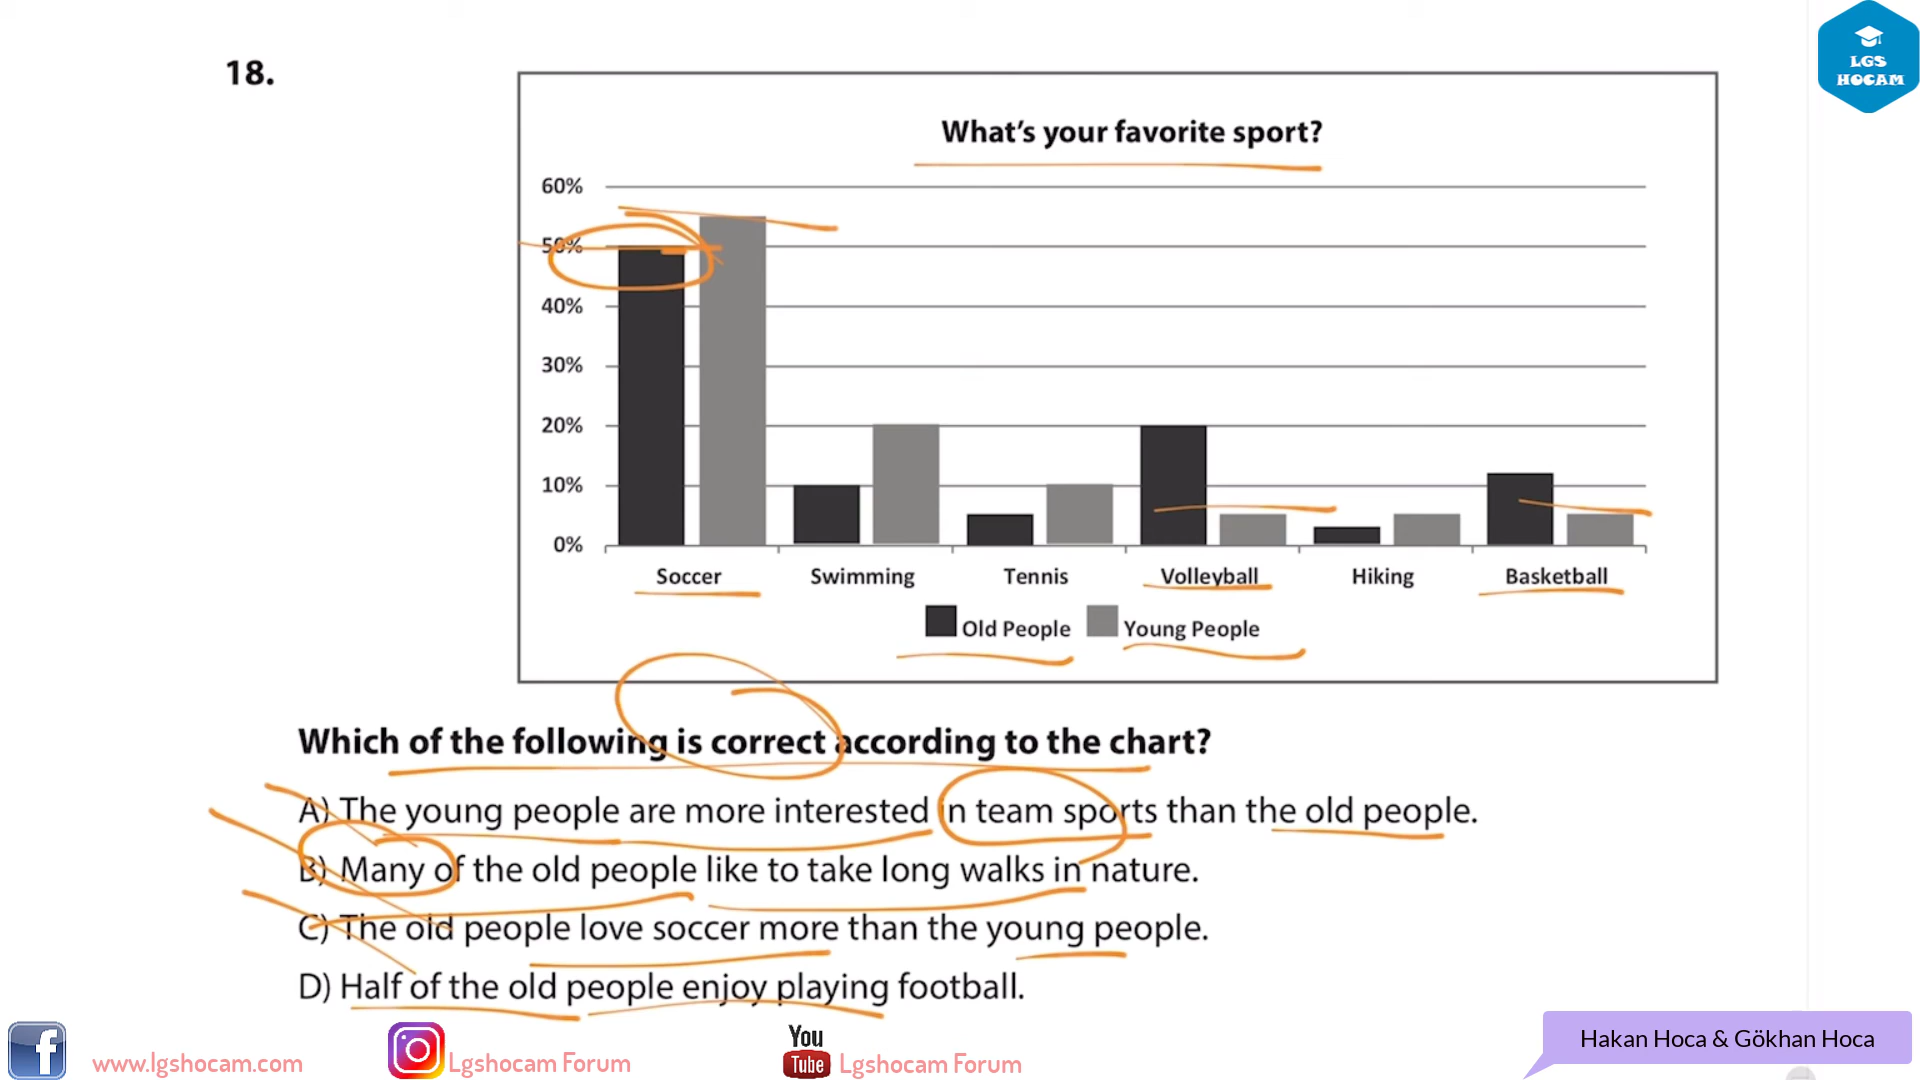 LGS
HOCAM
18.
What's your favorite sport?
60%
50%
40%
30%
20%
10%
0%
Soccer Swimming Tennis Volleyball Hiking Basketball
Old People Young People
Which of the following is correct according to the chart?
A) The young people are more interested in team sports than the old people.
B) Many of the old people like to take long walks in nature.
C) The old people love soccer more than the young people.
D) Half of the old people enjoy playing football.
f www.lgshocam.com Lgshocam Forum You Tube Lgshocam Forum
Hakan Hoca & Gökhan Hoca